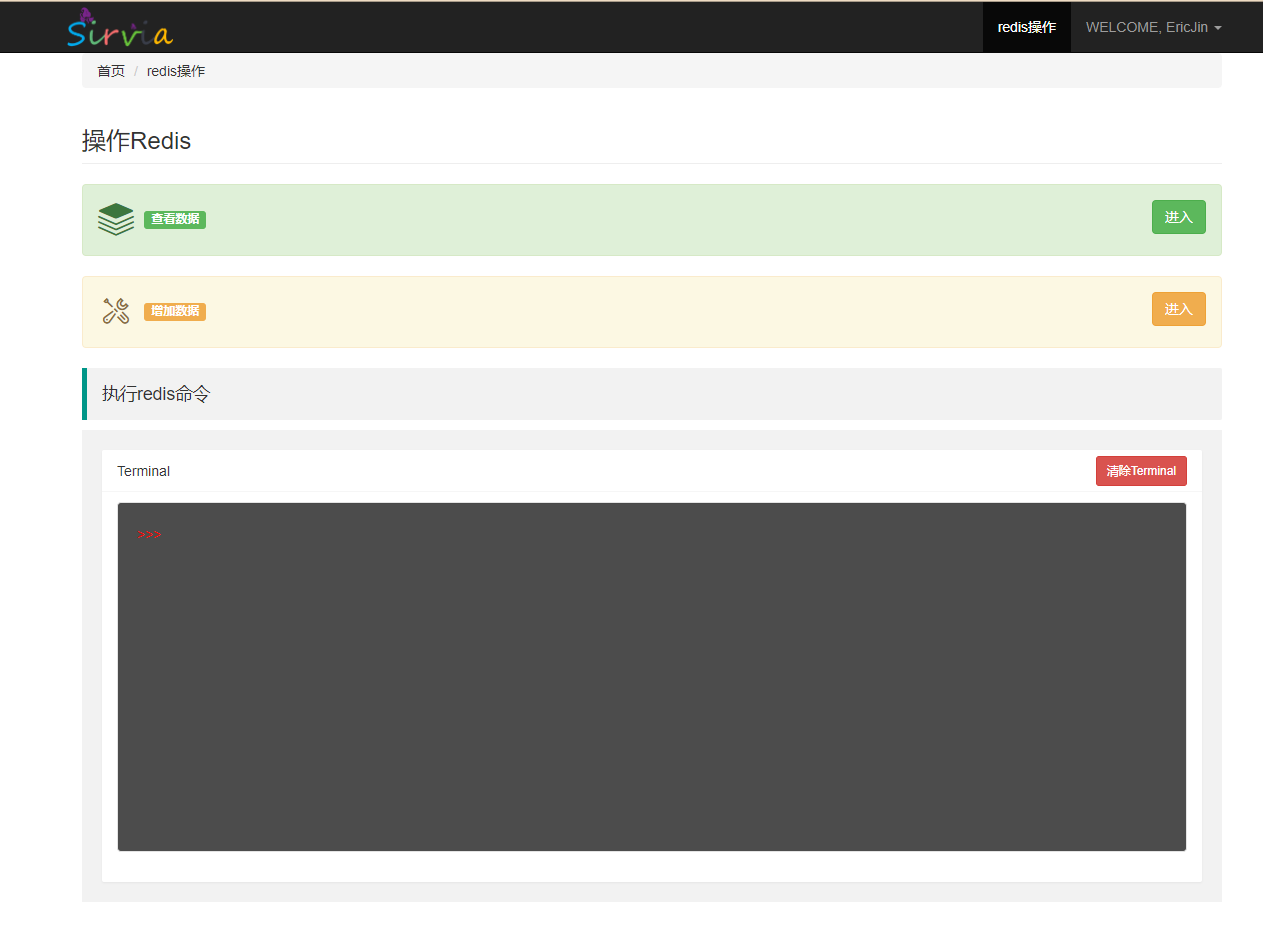 Sirvia
redis操作
WELCOME, EricJin
首页 / redis操作
操作Redis
查看数据
进入
增加数据
进入
执行redis命令
Terminal
清除Terminal
>>>